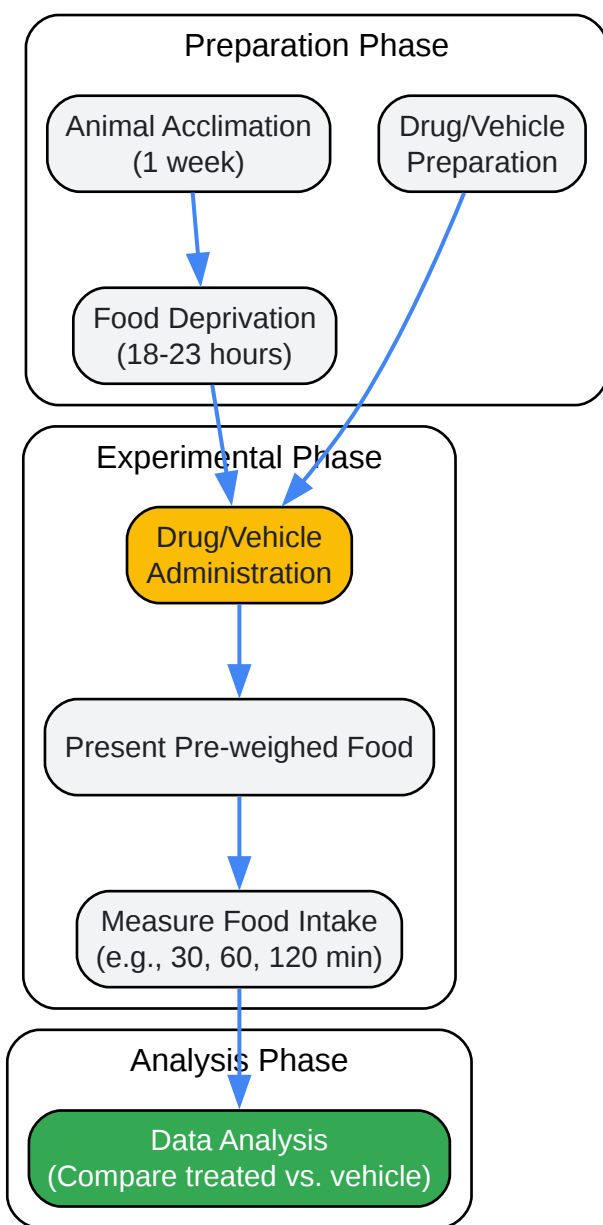 Preparation Phase
Animal Acclimation
(1 week)
Drug/Vehicle
Preparation
Food Deprivation
(18-23 hours)
Experimental Phase
Drug/Vehicle
Administration
Present Pre-weighed Food
Measure Food Intake
(e.g., 30, 60, 120 min)
Analysis Phase
Data Analysis
(Compare treated vs. vehicle)